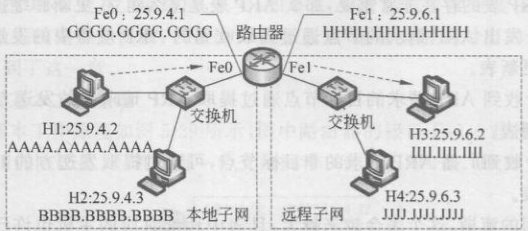 Fe0: 25.9.4.1
GGGG.GGGG.GGGG
Fe1: 25.9.6.1
HHHH.HHHH.HHHH
路由器
Fe0
Fe1
交换机
交换机
H1:25.9.4.2
AAAA.AAAA.AAAA
H3:25.9.6.2
IIII.IIII.IIII
H2:25.9.4.3
BBBB.BBBB.BBBB
本地子网
远程子网
H4:25.9.6.3
JJJJ.JJJJ.JJJJ